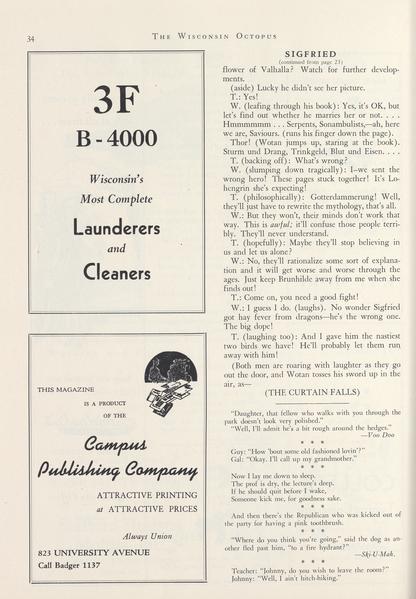 34
THE WISCONSIN OCTOPUS
3F
B-4000
Wisconsin's
Most Complete
Launderers
and
Cleaners
THIS MAGAZINE
IS A PRODUCT
OF THE
Campus
Publishing Company
ATTRACTIVE PRINTING
at ATTRACTIVE PRICES
Always Union
823 UNIVERSITY AVENUE
Call Badger 1137
SIGFRIED
(continued from page 23)
flower of Valhalla? Watch for further develop-
ments.
(aside) Lucky he didn't see her picture.
T.: Yes!
W. (leafing through his book): Yes, it's OK, but
let's find out whether he marries her or not. . . .
Hmmmmmm . . . Serpents, Sonambulists,—ah, here
we are, Saviours. (runs his finger down the page).
Thor! (Wotan jumps up, staring at the book).
Sturm und Drang, Trinkgeld, Blut und Eisen. . . .
T. (backing off): What's wrong?
W. (slumping down tragically): I—we sent the
wrong hero! These pages stuck together! It's Lo-
hengrin she's expecting!
T. (philosophically): Gotterdammerung! Well,
they'll just have to rewrite the mythology, that's all.
W.: But they won't, their minds don't work that
way. This is awful; it'll confuse those people terri-
bly. They'll never understand.
T. (hopefully): Maybe they'll stop believing in
us and let us alone?
W.: No, they'll rationalize some sort of explana-
tion and it will get worse and worse through the
ages. Just keep Brunhilde away from me when she
finds out!
T.: Come on, you need a good fight!
W.: I guess I do. (laughs). No wonder Sigfried
got hay fever from dragons—he's the wrong one.
The big dope!
T. (laughing too): And I gave him the nastiest
two birds we have! He'll probably let them run
away with him!
(Both men are roaring with laughter as they go
out the door, and Wotan tosses his sword up in the
air, as—
(THE CURTAIN FALLS)
"Daughter, that fellow who walks with you through the
park doesn't look very polished."
"Well, I'll admit he's a bit rough around the hedges."
—Voo Doo
* * *
Guy: "How 'bout some old fashioned lovin'?"
Gal: "Okay. I'll call up my grandmother."
* * *
Now I lay me down to sleep.
The prof is dry, the lecture's deep.
If he should quit before I wake,
Someone kick me, for goodness sake.
* * *
And then there's the Republican who was kicked out of
the party for having a pink toothbrush.
* * *
"Where do you think you're going," said the dog as an-
other fled past him, "to a fire hydrant?"
—Ski-U-Mah.
* * *
Teacher: "Johnny, do you wish to leave the room?"
Johnny: "Well, I ain't hitch-hiking."